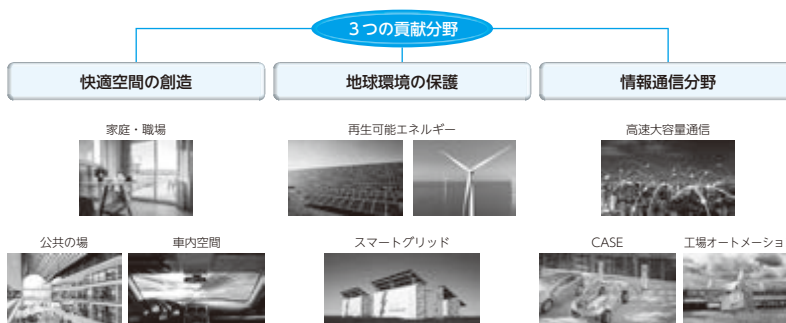 3つの貢献分野
快適空間の創造
地球環境の保護
情報通信分野
家庭・職場
再生可能エネルギー
高速大容量通信
公共の場
車内空間
スマートグリッド
CASE
工場オートメーショ